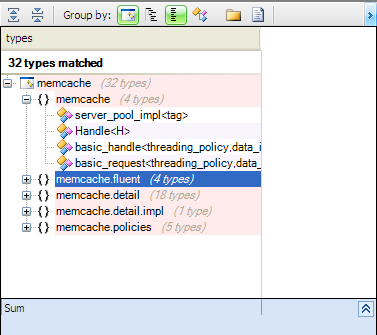 Group by:
types
32 types matched
memcache (32 types)
{} memcache (4 types)
server_pool_impl<tag>
Handle<H>
basic_handle<threading_policy,data_i
basic_request<threading_policy,data_
{} memcache.fluent (4 types)
{} memcache.detail (18 types)
{} memcache.detail.impl (1 type)
{} memcache.policies (5 types)
Sum